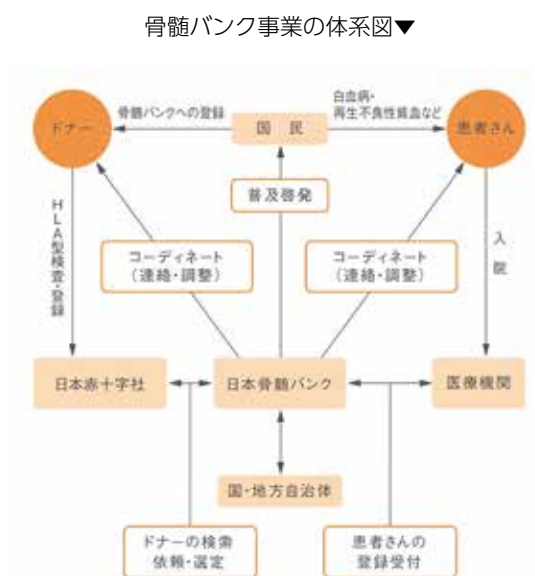 骨髄バンク事業の体系図▼
ドナー
骨髄バンクへの登録
国民
白血病・
再生不良性貧血など
患者さん
普及啓発
HLA型検査・登録
コーディネート
(連絡・調整)
コーディネート
(連絡・調整)
入院
日本赤十字社
日本骨髄バンク
医療機関
国・地方自治体
ドナーの検索
依頼・選定
患者さんの
登録受付